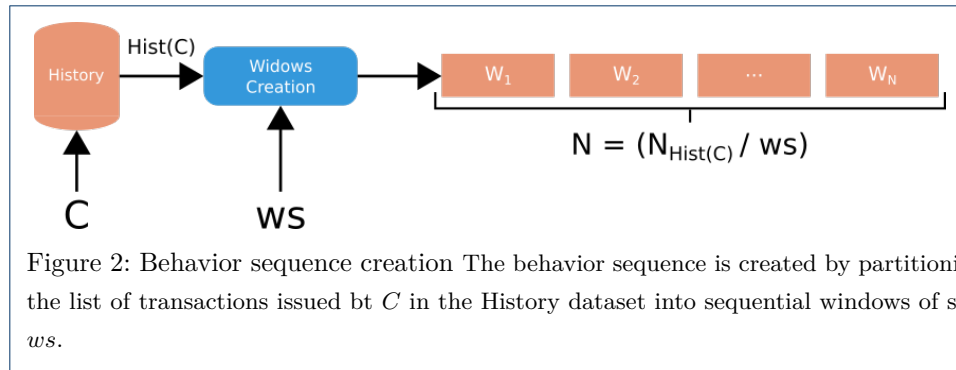 Hist(C)
History
Widows
Creation
W1
W2
...
WN
N = (NHist(C) / ws)
C
ws
Figure 2: Behavior sequence creation The behavior sequence is created by partitioni
the list of transactions issued bt C in the History dataset into sequential windows of s
ws.